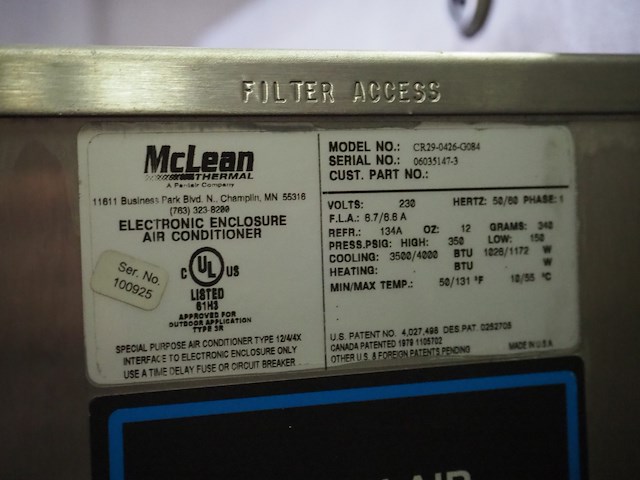 FILTER ACCESS
McLean
THERMAL
A Pentair Company
11611 Business Park Blvd. N., Champlin, MN 55316
(763) 323-8200
ELECTRONIC ENCLOSURE
AIR CONDITIONER
Ser. No.
100925
C UL US
LISTED
61H3
APPROVED FOR
OUTDOOR APPLICATION
TYPE 3R
SPECIAL PURPOSE AIR CONDITIONER TYPE 12/4/4X
INTERFACE TO ELECTRONIC ENCLOSURE ONLY
USE A TIME DELAY FUSE OR CIRCUIT BREAKER
MODEL NO.: CR29-0426-G084
SERIAL NO.: 06035147-3
CUST. PART NO.:
VOLTS: 230 HERTZ: 50/60 PHASE: 1
F.L.A.: 6.7/6.6 A
REFR.: 134A OZ: 12 GRAMS: 340
PRESS.PSIG: HIGH: 350 LOW: 150
COOLING: 3500/4000 BTU 1026/1172 W
HEATING: BTU W
MIN/MAX TEMP.: 50/131 °F 10/55 °C
U.S. PATENT NO. 4,027,498 DES.PAT. 0252705
CANADA PATENTED 1979 1105702
OTHER U.S. & FOREIGN PATENTS PENDING MADE IN U.S.A.
AIR